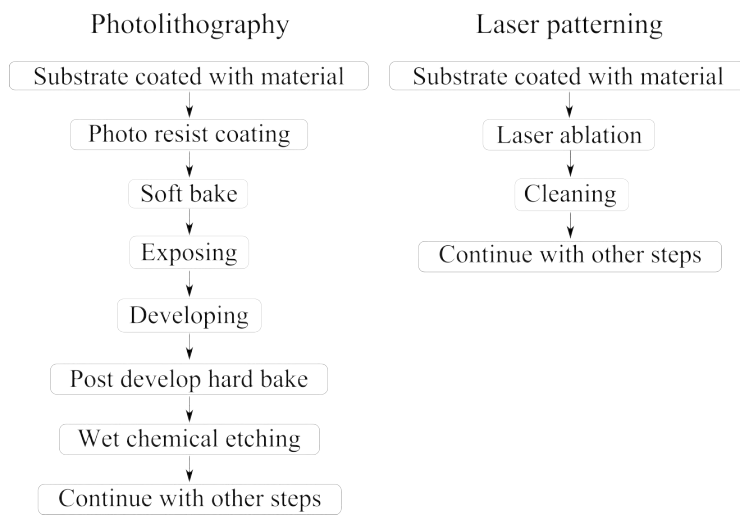 Photolithography
Substrate coated with material
Photo resist coating
Soft bake
Exposing
Developing
Post develop hard bake
Wet chemical etching
Continue with other steps
Laser patterning
Substrate coated with material
Laser ablation
Cleaning
Continue with other steps